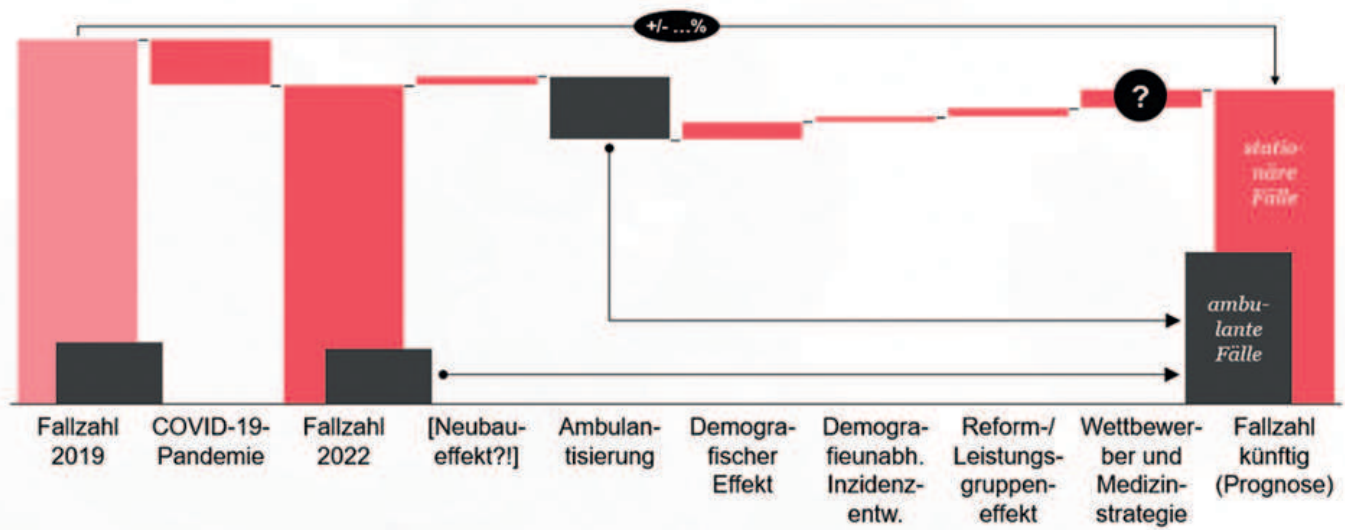 +/- ...%
?
statio-
näre
Fälle
ambu-
lante
Fälle
Fallzahl
2019
COVID-19-
Pandemie
Fallzahl
2022
[Neubau-
effekt?!]
Ambulan-
tisierung
Demogra-
fischer
Effekt
Demogra-
fieunabh.
Inzidenz-
entw.
Reform-/
Leistungs-
gruppen-
effekt
Wettbewer-
ber und
Medizin-
strategie
Fallzahl
künftig
(Prognose)